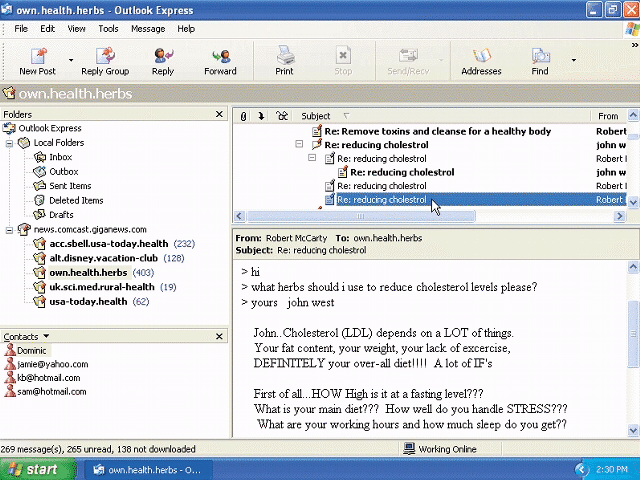 own.health.herbs - Outlook Express
File Edit View Tools Message Help
New Post Reply Group Reply Forward Print Stop Send/Recv Addresses Find
own.health.herbs
Folders
Outlook Express
Local Folders
Inbox
Outbox
Sent Items
Deleted Items
Drafts
news.comcast.giganews.com
acc.sbell.usa-today.health (232)
alt.disney.vacation-club (128)
own.health.herbs (403)
uk.sci.med.rural-health (19)
usa-today.health (62)
Contacts
Dominic
jamie@yahoo.com
kb@hotmail.com
sam@hotmail.com
Subject From
Re: Remove toxins and cleanse for a healthy body Robert
Re: reducing cholestrol john w
Re: reducing cholestrol Robert
Re: reducing cholestrol john w
Re: reducing cholestrol Robert
Re: reducing cholestrol Robert
From: Robert McCarty To: own.health.herbs
Subject: Re: reducing cholestrol
> hi
> what herbs should i use to reduce cholesterol levels please?
> yours john west
John..Cholesterol (LDL) depends on a LOT of things.
Your fat content, your weight, your lack of excercise,
DEFINITELY your over-all diet!!!! A lot of IF's
First of all...HOW High is it at a fasting level???
What is your main diet??? How well do you handle STRESS???
What are your working hours and how much sleep do you get??
269 message(s), 265 unread, 138 not downloaded Working Online
start own.health.herbs - O... 2:30 PM